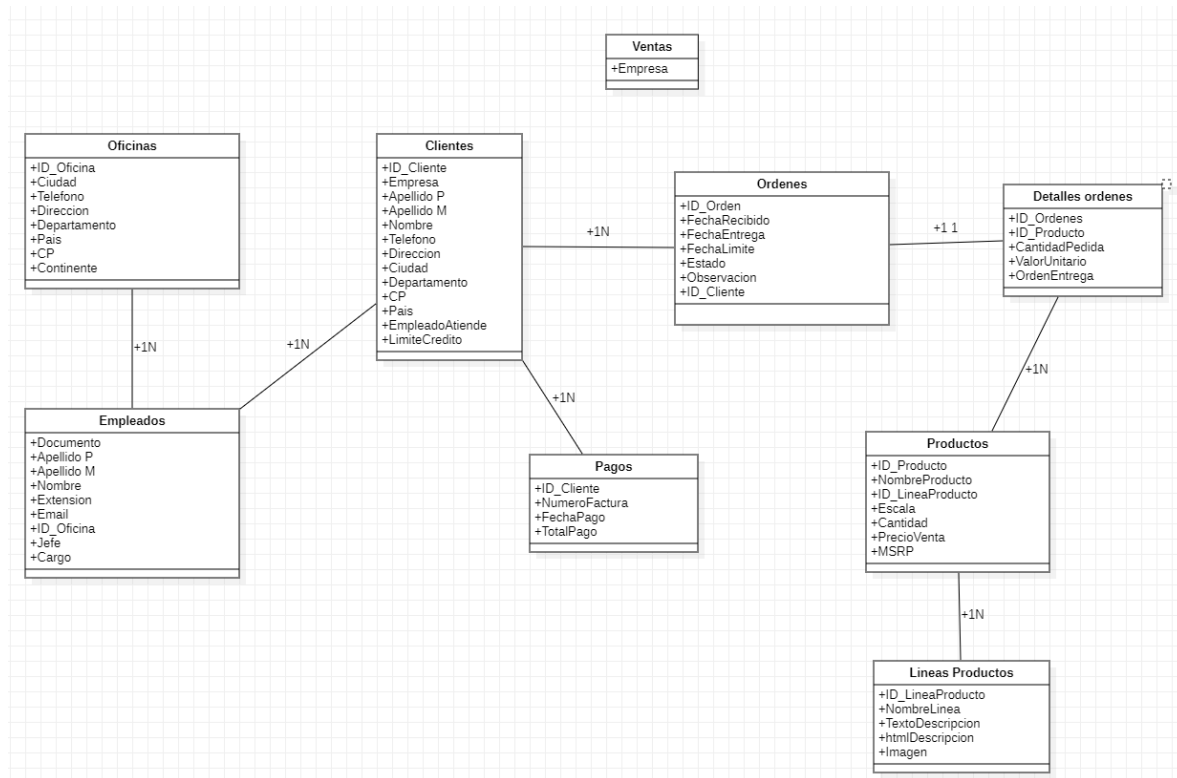 Ventas
+Empresa
Oficinas
+ID_Oficina
+Ciudad
+Telefono
+Direccion
+Departamento
+Pais
+CP
+Continente
Clientes
+ID_Cliente
+Empresa
+Apellido P
+Apellido M
+Nombre
+Telefono
+Direccion
+Ciudad
+Departamento
+CP
+Pais
+EmpleadoAtiende
+LimiteCredito
+1N
Ordenes
+ID_Orden
+FechaRecibido
+FechaEntrega
+FechaLimite
+Estado
+Observacion
+ID_Cliente
+1 1
Detalles ordenes
+ID_Ordenes
+ID_Producto
+CantidadPedida
+ValorUnitario
+OrdenEntrega
+1N
+1N
+1N
+1N
Empleados
+Documento
+Apellido P
+Apellido M
+Nombre
+Extension
+Email
+ID_Oficina
+Jefe
+Cargo
Pagos
+ID_Cliente
+NumeroFactura
+FechaPago
+TotalPago
Productos
+ID_Producto
+NombreProducto
+ID_LineaProducto
+Escala
+Cantidad
+PrecioVenta
+MSRP
+1N
Lineas Productos
+ID_LineaProducto
+NombreLinea
+TextoDescripcion
+htmlDescripcion
+Imagen